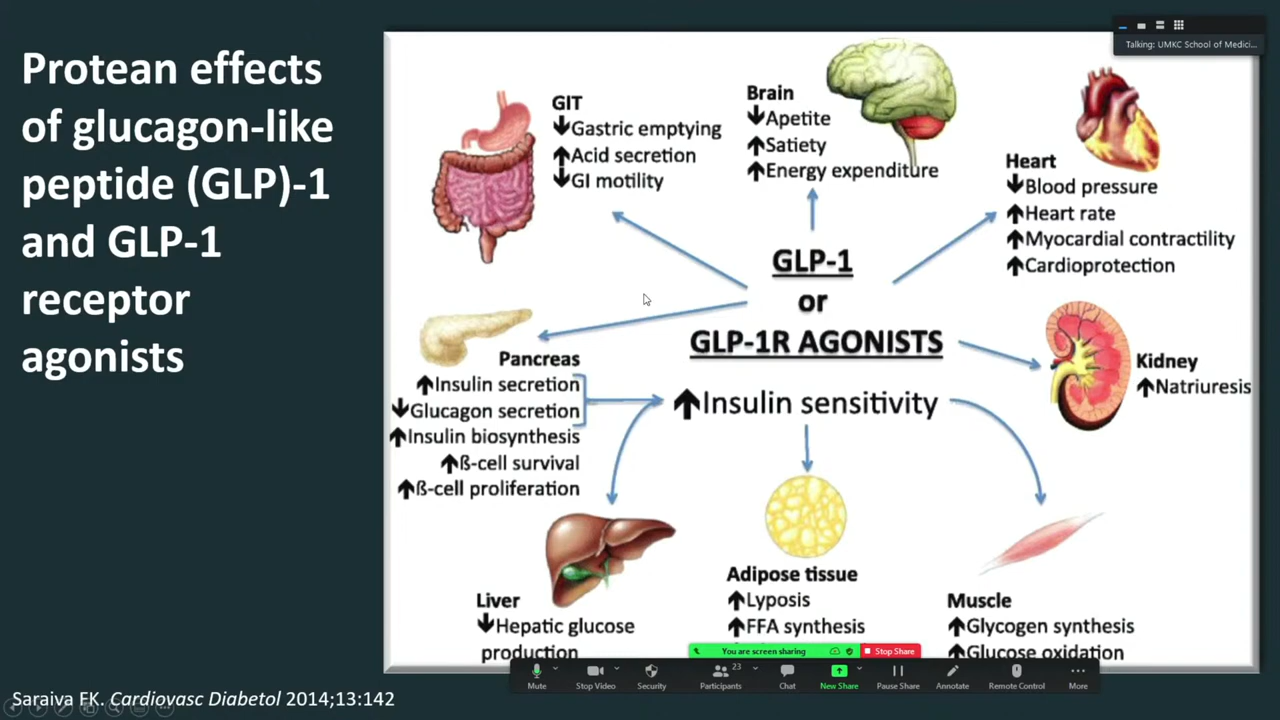 Protean effects
of glucagon-like
peptide (GLP)-1
and GLP-1
receptor
agonists
Talking: UMKC School of Medici...
GIT
↓Gastric emptying
↑Acid secretion
↓GI motility
Brain
↓Apetite
↑Satiety
↑Energy expenditure
Heart
↓Blood pressure
↑Heart rate
↑Myocardial contractility
↑Cardioprotection
GLP-1
or
GLP-1R AGONISTS
Pancreas
↑Insulin secretion
↓Glucagon secretion
↑Insulin biosynthesis
↑ß-cell survival
↑ß-cell proliferation
↑Insulin sensitivity
Kidney
↑Natriuresis
Liver
↓Hepatic glucose
production
Adipose tissue
↑Lyposis
↑FFA synthesis
Muscle
↑Glycogen synthesis
↑Glucose oxidation
You are screen sharing
Stop Share
23
Mute
Stop Video
Security
Participants
Chat
New Share
Pause Share
Annotate
Remote Control
More
Saraiva FK. Cardiovasc Diabetol 2014;13:142